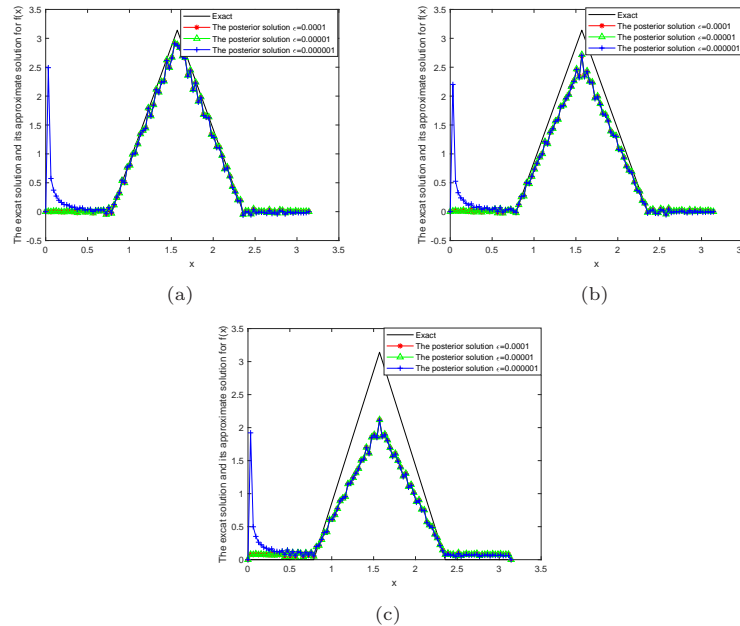 The excat solution and its approximate solution for f(x)
3.5
3
2.5
2
1.5
1
0.5
0
-0.5
0
0.5
1
1.5
2
2.5
3
3.5
x
Exact
The posterior solution ϵ=0.0001
The posterior solution ϵ=0.00001
The posterior solution ϵ=0.000001
(a)
The excat solution and its approximate solution for f(x)
3.5
3
2.5
2
1.5
1
0.5
0
-0.5
0
0.5
1
1.5
2
2.5
3
3.5
x
Exact
The posterior solution ϵ=0.0001
The posterior solution ϵ=0.00001
The posterior solution ϵ=0.000001
(b)
The excat solution and its approximate solution for f(x)
3.5
3
2.5
2
1.5
1
0.5
0
0
0.5
1
1.5
2
2.5
3
3.5
x
Exact
The posterior solution ϵ=0.0001
The posterior solution ϵ=0.00001
The posterior solution ϵ=0.000001
(c)